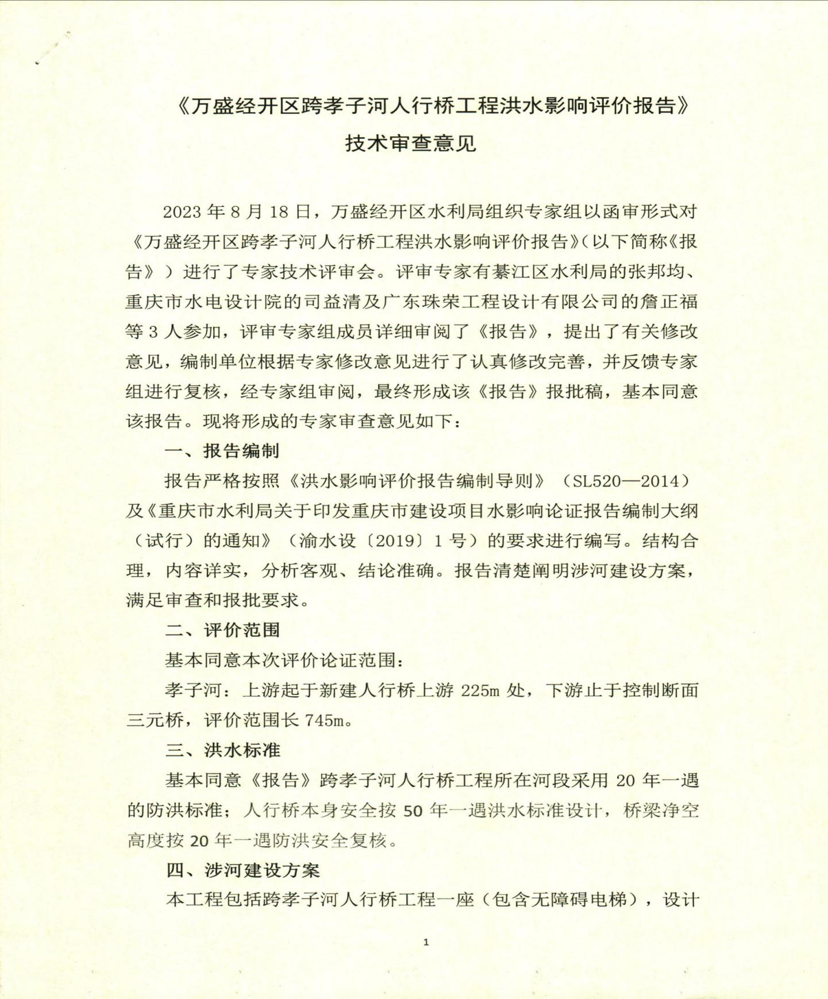 《万盛经开区跨孝子河人行桥工程洪水影响评价报告》
技术审查意见
2023 年 8 月 18 日，万盛经开区水利局组织专家组以函审形式对
《万盛经开区跨孝子河人行桥工程洪水影响评价报告》（以下简称《报
告》）进行了专家技术评审会。评审专家有綦江区水利局的张邦均、
重庆市水电设计院的司益清及广东珠荣工程设计有限公司的詹正福
等 3 人参加，评审专家组成员详细审阅了《报告》，提出了有关修改
意见，编制单位根据专家修改意见进行了认真修改完善，并反馈专家
组进行复核，经专家组审阅，最终形成该《报告》报批稿，基本同意
该报告。现将形成的专家审查意见如下：
一、报告编制
报告严格按照《洪水影响评价报告编制导则》（SL520—2014）
及《重庆市水利局关于印发重庆市建设项目水影响论证报告编制大纲
（试行）的通知》（渝水设〔2019〕1 号）的要求进行编写。结构合
理，内容详实，分析客观、结论准确。报告清楚阐明涉河建设方案，
满足审查和报批要求。
二、评价范围
基本同意本次评价论证范围：
孝子河：上游起于新建人行桥上游 225m 处，下游止于控制断面
三元桥，评价范围长 745m。
三、洪水标准
基本同意《报告》跨孝子河人行桥工程所在河段采用 20 年一遇
的防洪标准；人行桥本身安全按 50 年一遇洪水标准设计，桥梁净空
高度按 20 年一遇防洪安全复核。
四、涉河建设方案
本工程包括跨孝子河人行桥工程一座（包含无障碍电梯），设计
1